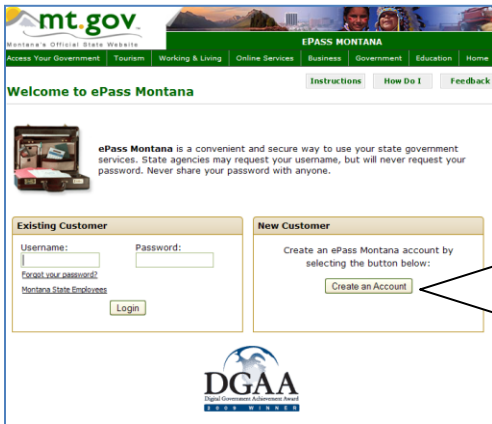 mt.gov
Montana's Official State Website
EPASS MONTANA
Access Your Government Tourism Working & Living Online Services Business Government Education Home
Instructions How Do I Feedback
Welcome to ePass Montana
ePass Montana is a convenient and secure way to use your state government
services. State agencies may request your username, but will never request your
password. Never share your password with anyone.
Existing Customer
Username: Password:
Forgot your password?
Montana State Employees
Login
New Customer
Create an ePass Montana account by
selecting the button below:
Create an Account
DGAA
Digital Government Achievement Award
2009 WINNER